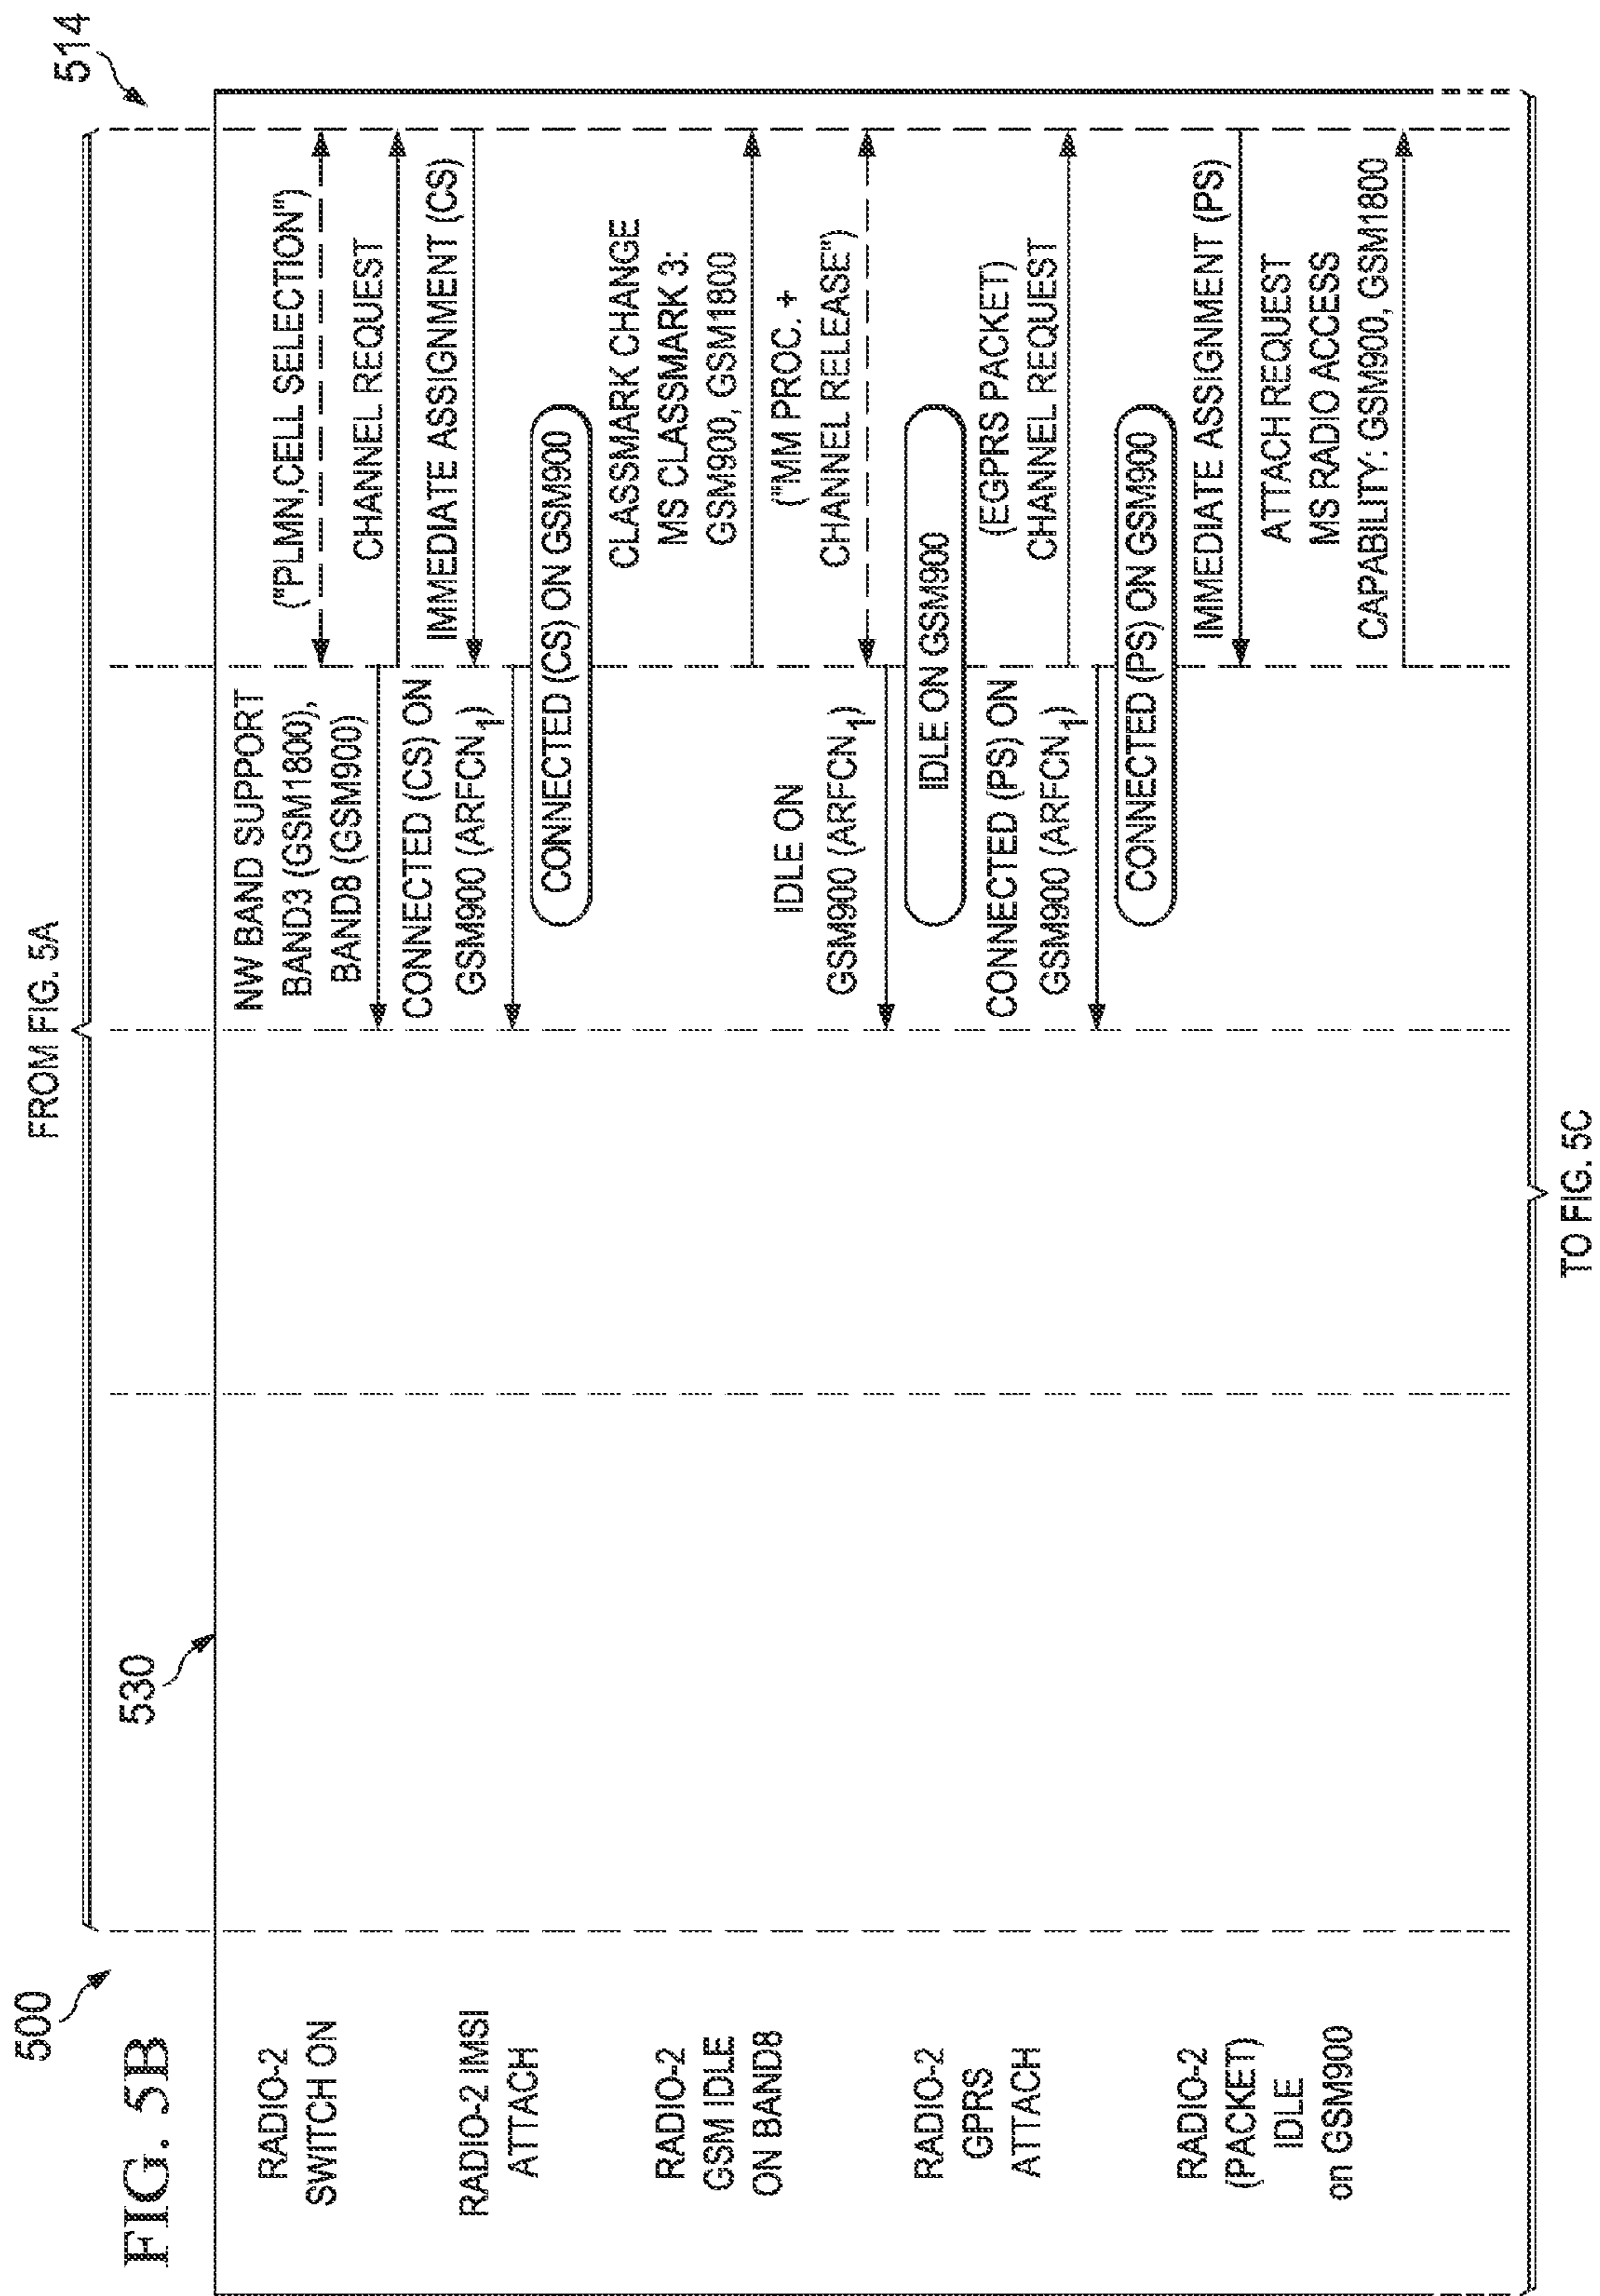 FIG. 5B
500
FROM FIG. 5A
514
530
RADIO-2
SWITCH ON
NW BAND SUPPORT
BAND3 (GSM1800),
BAND8 (GSM900)
("PLMN,CELL SELECTION")
CHANNEL REQUEST
RADIO-2 IMSI
ATTACH
CONNECTED (CS) ON
GSM900 (ARFCN1)
IMMEDIATE ASSIGNMENT (CS)
CONNECTED (CS) ON GSM900
RADIO-2
GSM IDLE
ON BAND8
CLASSMARK CHANGE
MS CLASSMARK 3:
GSM900, GSM1800
IDLE ON
GSM900 (ARFCN1)
("MM PROC. +
CHANNEL RELEASE")
IDLE ON GSM900
RADIO-2
GPRS
ATTACH
CONNECTED (PS) ON
GSM900 (ARFCN1)
(EGPRS PACKET)
CHANNEL REQUEST
CONNECTED (PS) ON GSM900
RADIO-2
(PACKET)
IDLE
on GSM900
IMMEDIATE ASSIGNMENT (PS)
ATTACH REQUEST
MS RADIO ACCESS
CAPABILITY: GSM900, GSM1800
TO FIG. 5C